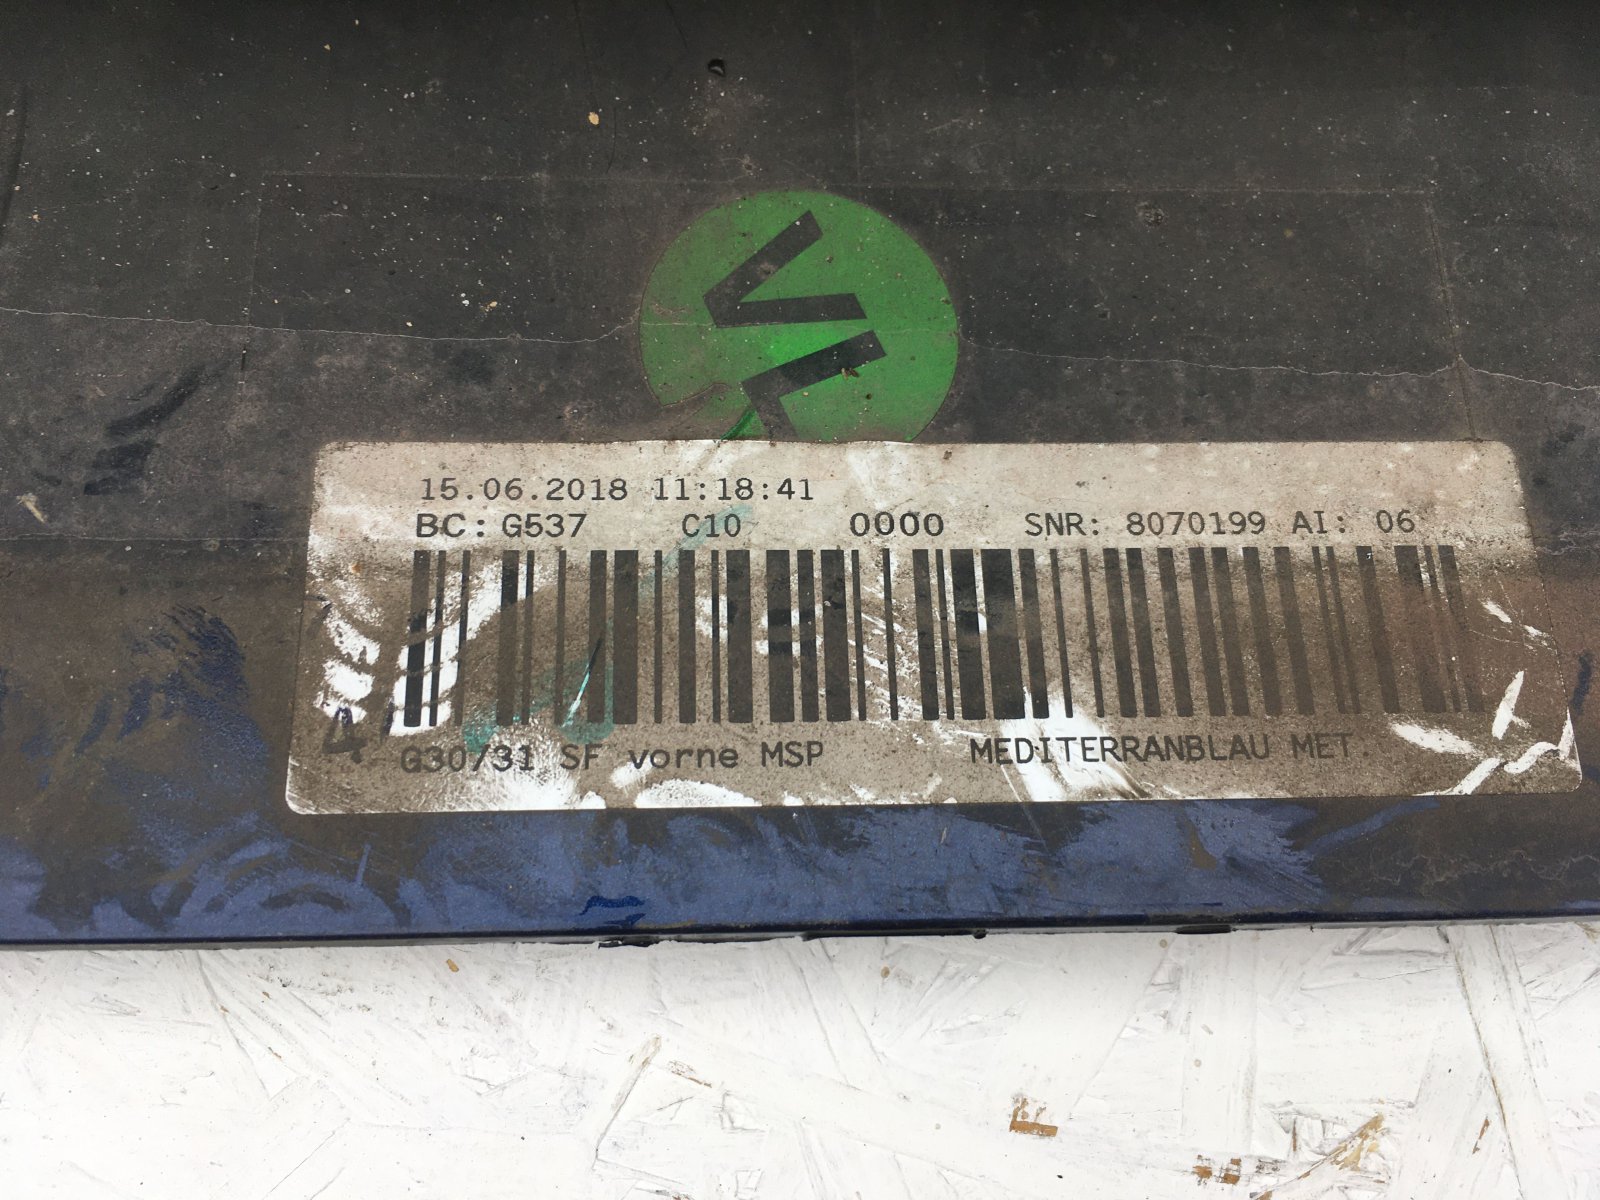 15.06.2018 11:18:41
BC: G537 C10 0000 SNR: 8070199 AI: 06
G30/31 SF vorne MSP MEDITERRANBLAU MET.